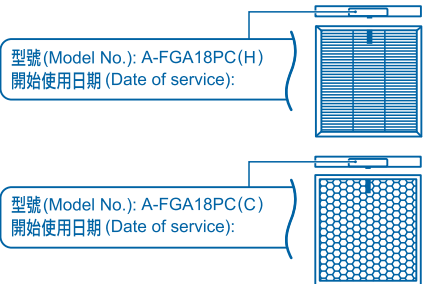 型號(Model No.): A-FGA18PC(H)
開始使用日期 (Date of service):
型號(Model No.): A-FGA18PC(C)
開始使用日期 (Date of service):